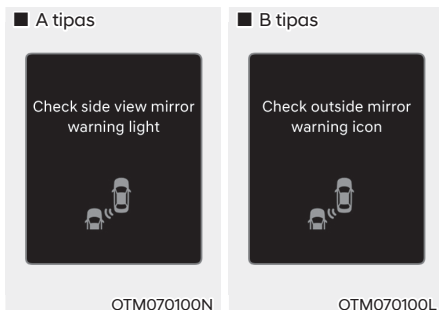 ■ A tipas
Check side view mirror
warning light
OTM070100N
■ B tipas
Check outside mirror
warning icon
OTM070100L